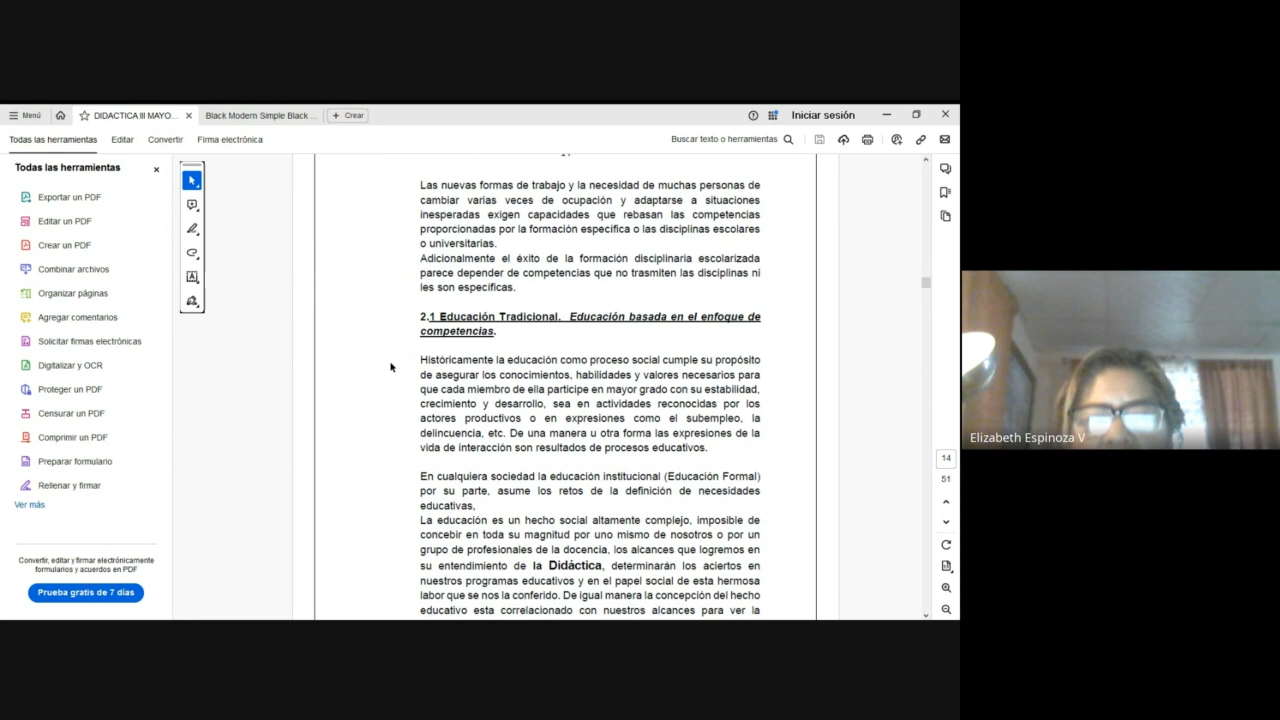 Menú
DIDACTICA III MAYO...
Black Modern Simple Black ...
Crear
Iniciar sesión
Todas las herramientas
Editar
Convertir
Firma electrónica
Buscar texto o herramientas
Todas las herramientas
Exportar un PDF
Editar un PDF
Crear un PDF
Combinar archivos
Organizar páginas
Agregar comentarios
Solicitar firmas electrónicas
Digitalizar y OCR
Proteger un PDF
Censurar un PDF
Comprimir un PDF
Preparar formulario
Rellenar y firmar
Ver más
Convertir, editar y firmar electrónicamente
formularios y acuerdos en PDF
Prueba gratis de 7 días
Las nuevas formas de trabajo y la necesidad de muchas personas de
cambiar varias veces de ocupación y adaptarse a situaciones
inesperadas exigen capacidades que rebasan las competencias
proporcionadas por la formación específica o las disciplinas escolares
o universitarias.
Adicionalmente el éxito de la formación disciplinaria escolarizada
parece depender de competencias que no trasmiten las disciplinas ni
les son específicas.
2.1 Educación Tradicional. Educación basada en el enfoque de
competencias.
Históricamente la educación como proceso social cumple su propósito
de asegurar los conocimientos, habilidades y valores necesarios para
que cada miembro de ella participe en mayor grado con su estabilidad,
crecimiento y desarrollo, sea en actividades reconocidas por los
actores productivos o en expresiones como el subempleo, la
delincuencia, etc. De una manera u otra forma las expresiones de la
vida de interacción son resultados de procesos educativos.
En cualquiera sociedad la educación institucional (Educación Formal)
por su parte, asume los retos de la definición de necesidades
educativas,
La educación es un hecho social altamente complejo, imposible de
concebir en toda su magnitud por uno mismo de nosotros o por un
grupo de profesionales de la docencia, los alcances que logremos en
su entendimiento de la Didáctica, determinarán los aciertos en
nuestros programas educativos y en el papel social de esta hermosa
labor que se nos la conferido. De igual manera la concepción del hecho
educativo esta correlacionado con nuestros alcances para ver la
14
51
Elizabeth Espinoza V